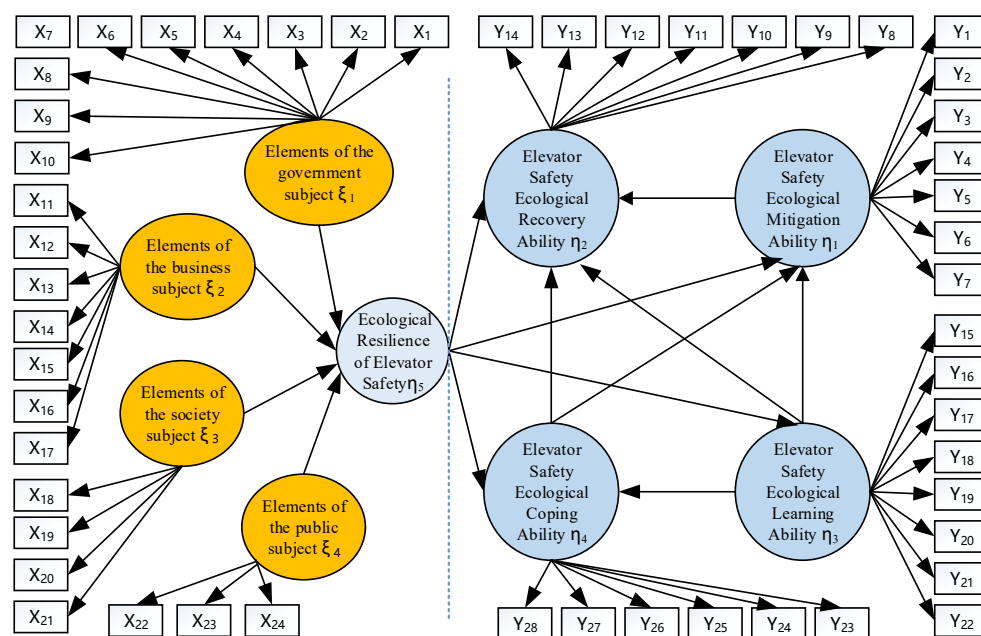 X7 X6 X5 X4 X3 X2 X1
X8
X9
X10
Elements of the
government
subject ξ1
X11
X12
X13
X14
X15
X16
X17
Elements of
the business
subject ξ2
Elements of
the society
subject ξ3
X18
X19
X20
X21
Elements of
the public
subject ξ4
X22 X23 X24
Ecological
Resilience
of Elevator
Safetyη5
Y14 Y13 Y12 Y11 Y10 Y9 Y8
Elevator
Safety
Ecological
Recovery
Ability η2
Elevator
Safety
Ecological
Mitigation
Ability η1
Y1
Y2
Y3
Y4
Y5
Y6
Y7
Elevator
Safety
Ecological
Coping
Ability η4
Elevator
Safety
Ecological
Learning
Ability η3
Y15
Y16
Y17
Y18
Y19
Y20
Y21
Y22
Y28 Y27 Y26 Y25 Y24 Y23